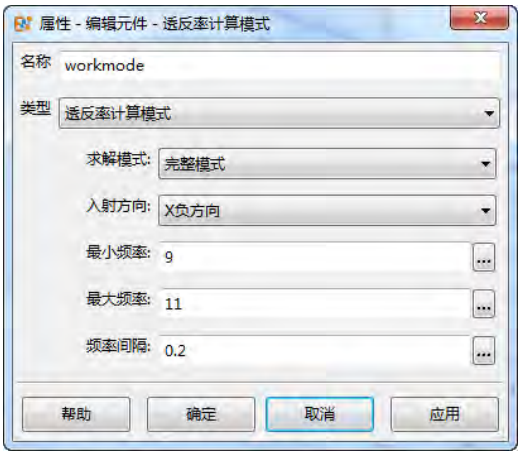 属性 - 编辑元件 - 透反率计算模式
名称 workmode
类型 透反率计算模式
求解模式: 完整模式
入射方向: X负方向
最小频率: 9 ...
最大频率: 11 ...
频率间隔: 0.2 ...
帮助 确定 取消 应用